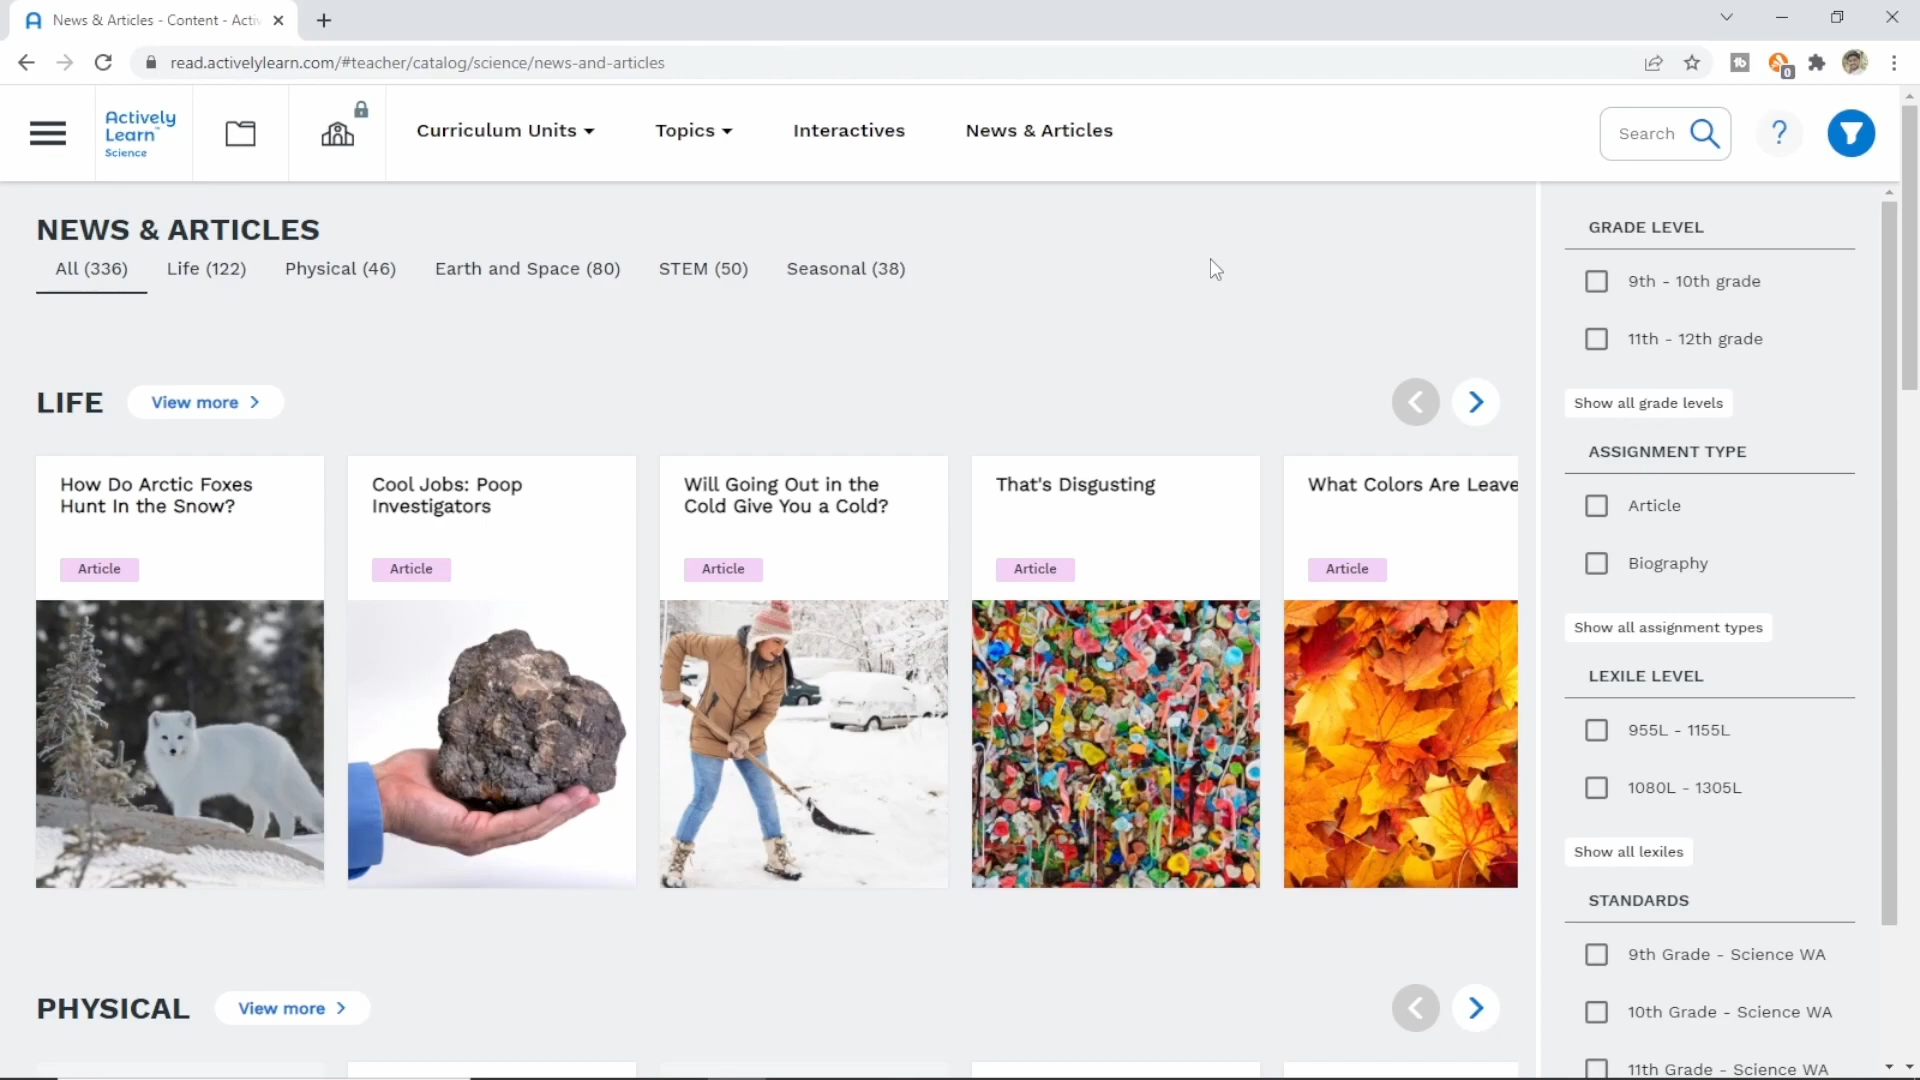 News & Articles - Content - Activ
read.activelylearn.com/#teacher/catalog/science/news-and-articles
0
Actively
Learn™
Science
Curriculum Units
Topics
Interactives
News & Articles
Search
?
NEWS & ARTICLES
All (336)
Life (122)
Physical (46)
Earth and Space (80)
STEM (50)
Seasonal (38)
LIFE
View more
How Do Arctic Foxes
Hunt In the Snow?
Article
Cool Jobs: Poop
Investigators
Article
Will Going Out in the
Cold Give You a Cold?
Article
That's Disgusting
Article
What Colors Are Leave
Article
PHYSICAL
View more
GRADE LEVEL
9th - 10th grade
11th - 12th grade
Show all grade levels
ASSIGNMENT TYPE
Article
Biography
Show all assignment types
LEXILE LEVEL
955L - 1155L
1080L - 1305L
Show all lexiles
STANDARDS
9th Grade - Science WA
10th Grade - Science WA
11th Grade - Science WA